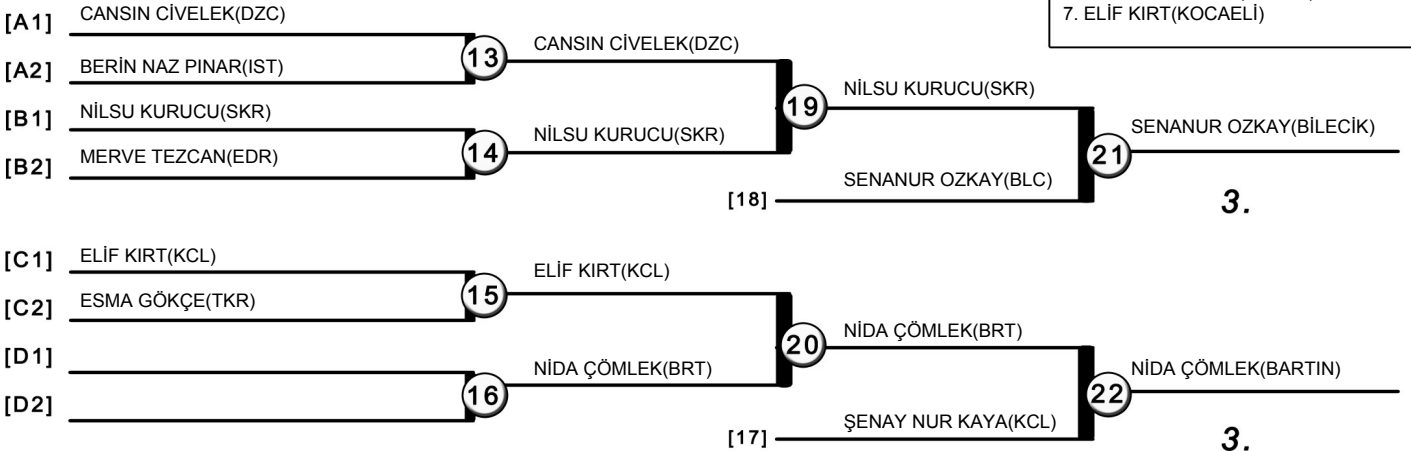 7. ELİF KIRT(KOCAELİ)
[A1] CANSIN CİVELEK(DZC)
[A2] BERİN NAZ PINAR(IST)
13
CANSIN CİVELEK(DZC)
[B1] NİLSU KURUCU(SKR)
[B2] MERVE TEZCAN(EDR)
14
NİLSU KURUCU(SKR)
19
NİLSU KURUCU(SKR)
[18] SENANUR OZKAY(BLC)
21
SENANUR OZKAY(BİLECİK)
3.
[C1] ELİF KIRT(KCL)
[C2] ESMA GÖKÇE(TKR)
15
ELİF KIRT(KCL)
[D1]
[D2]
16
NİDA ÇÖMLEK(BRT)
20
NİDA ÇÖMLEK(BRT)
[17] ŞENAY NUR KAYA(KCL)
22
NİDA ÇÖMLEK(BARTIN)
3.